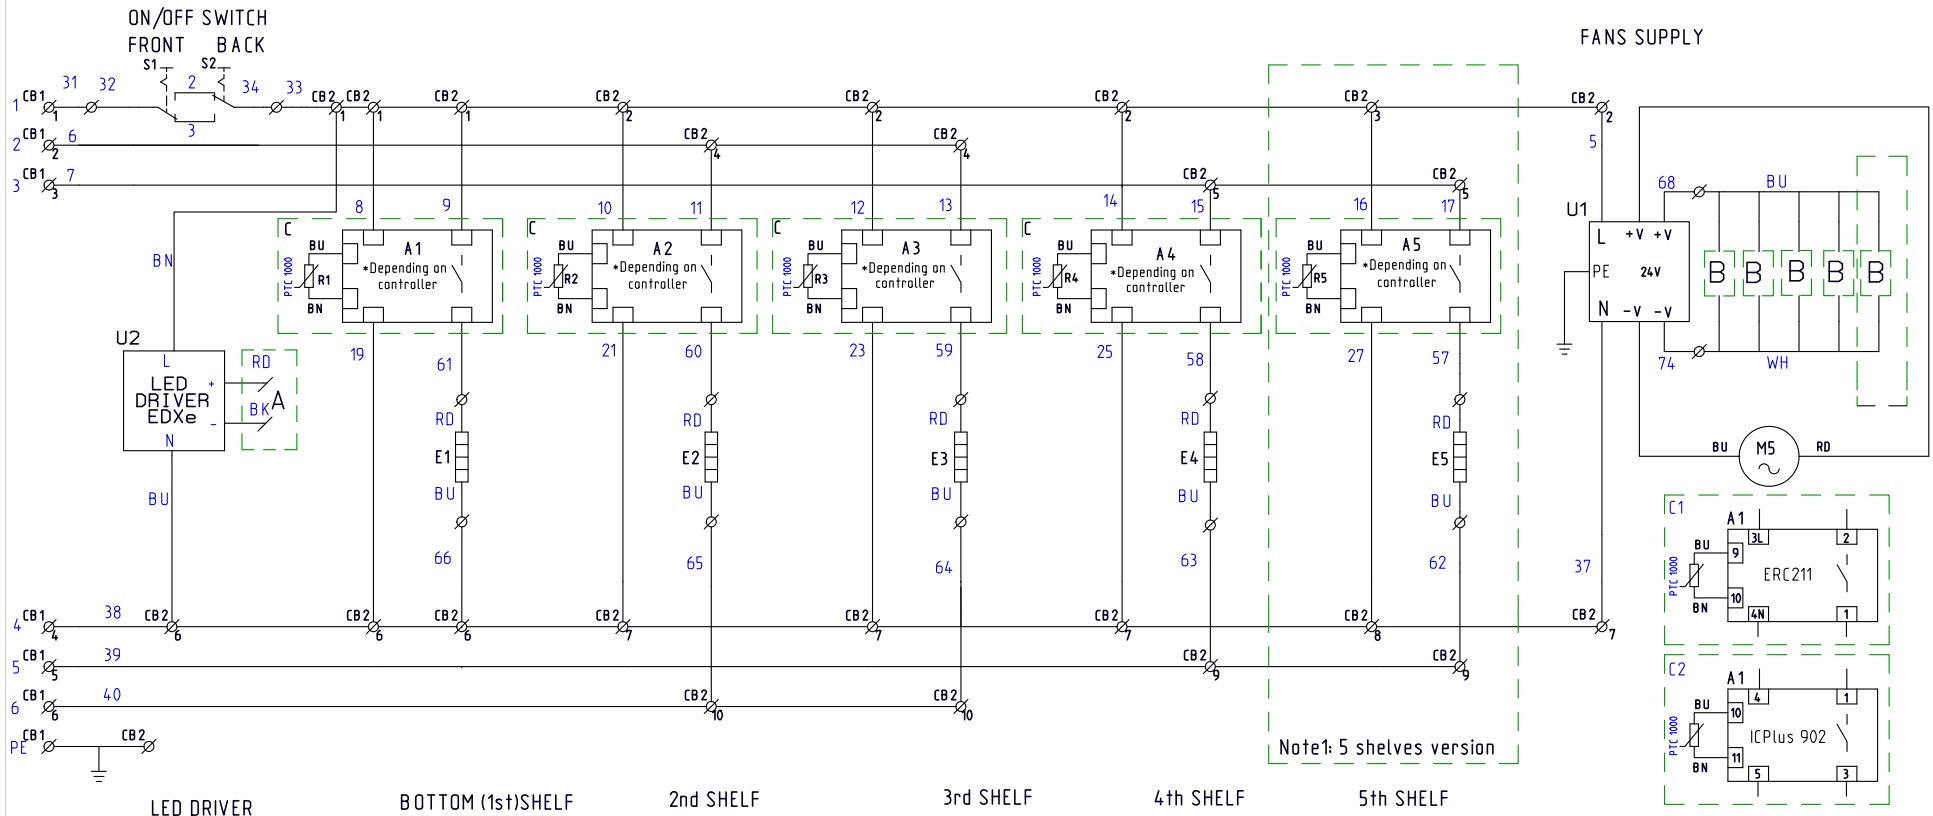 ON/OFF SWITCH
FRONT BACK
FANS SUPPLY
S1 S2
31 32 2 34 33
1 CB1 1 CB2 1 CB2 1 CB2 1 CB2 2 CB2 2 CB2 2 CB2 3 CB2 2
3
2 CB1 2 6 CB2 4 CB2 4 5
3 CB1 3 7 CB2 5 CB2 5
8 9 10 11 12 13 14 15 16 17
68 BU
U1
L +V +V
PE 24V
N -V -V
B B B B B
74 WH
C BU A1
PTC 1000 R1 *Depending on
controller
BN
C BU A2
PTC 1000 R2 *Depending on
controller
BN
C BU A3
PTC 1000 R3 *Depending on
controller
BN
C BU A4
PTC 1000 R4 *Depending on
controller
BN
BU A5
PTC 1000 R5 *Depending on
controller
BN
BN
U2
L
LED
DRIVER
EDXe
N
+
-
RD
BK A
BU
19 61 21 60 23 59 25 58 27 57
RD RD RD RD RD
E1 E2 E3 E4 E5
BU BU BU BU BU
66 65 64 63 62
37
BU M5 RD
C1
A1
3L 2
BU 9
PTC 1000 ERC211
10
BN 4N 1
C2
A1
4 1
BU 10
PTC 1000 ICPlus 902
11
BN 5 3
4 CB1 4 38 CB2 6 CB2 6 CB2 6 CB2 7 CB2 7 CB2 7 CB2 8 CB2 7
5 CB1 5 39 CB2 9 CB2 9
6 CB1 6 40 CB2 10 CB2 10
PE CB1 CB2
Note1: 5 shelves version
LED DRIVER
BOTTOM (1st)SHELF
2nd SHELF
3rd SHELF
4th SHELF
5th SHELF